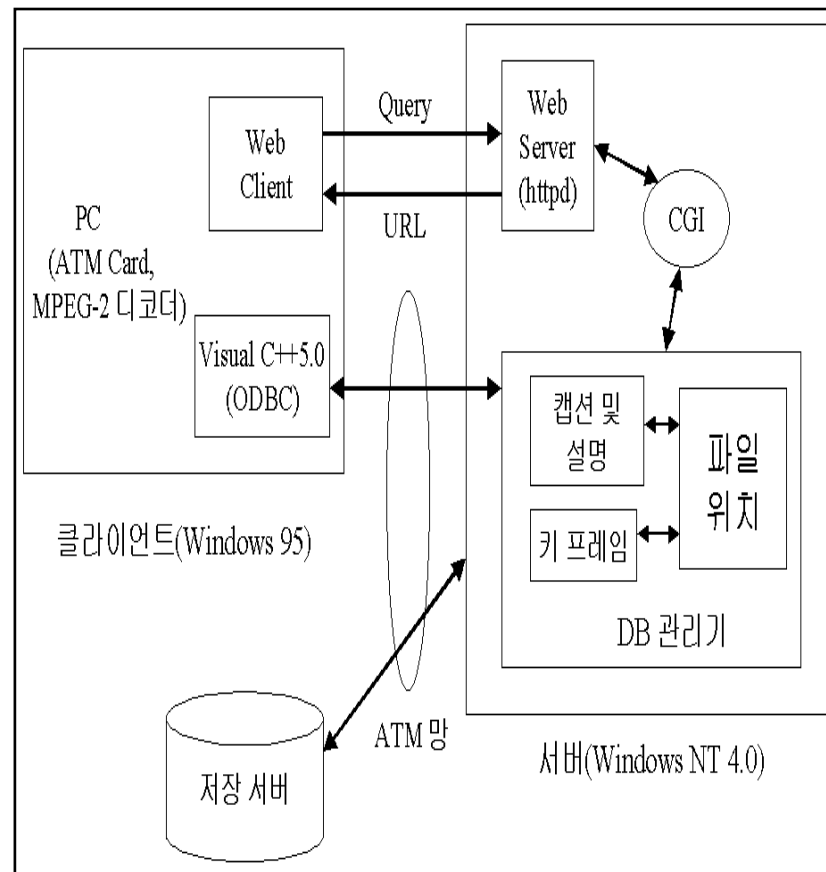 Web
Client
Query
URL
Web
Server
(httpd)
CGI
PC
(ATM Card,
MPEG-2 디코더)
Visual C++5.0
(ODBC)
캡션 및
설명
파일
위치
키 프레임
DB 관리기
클라이언트(Windows 95)
ATM 망
서버(Windows NT 4.0)
저장 서버